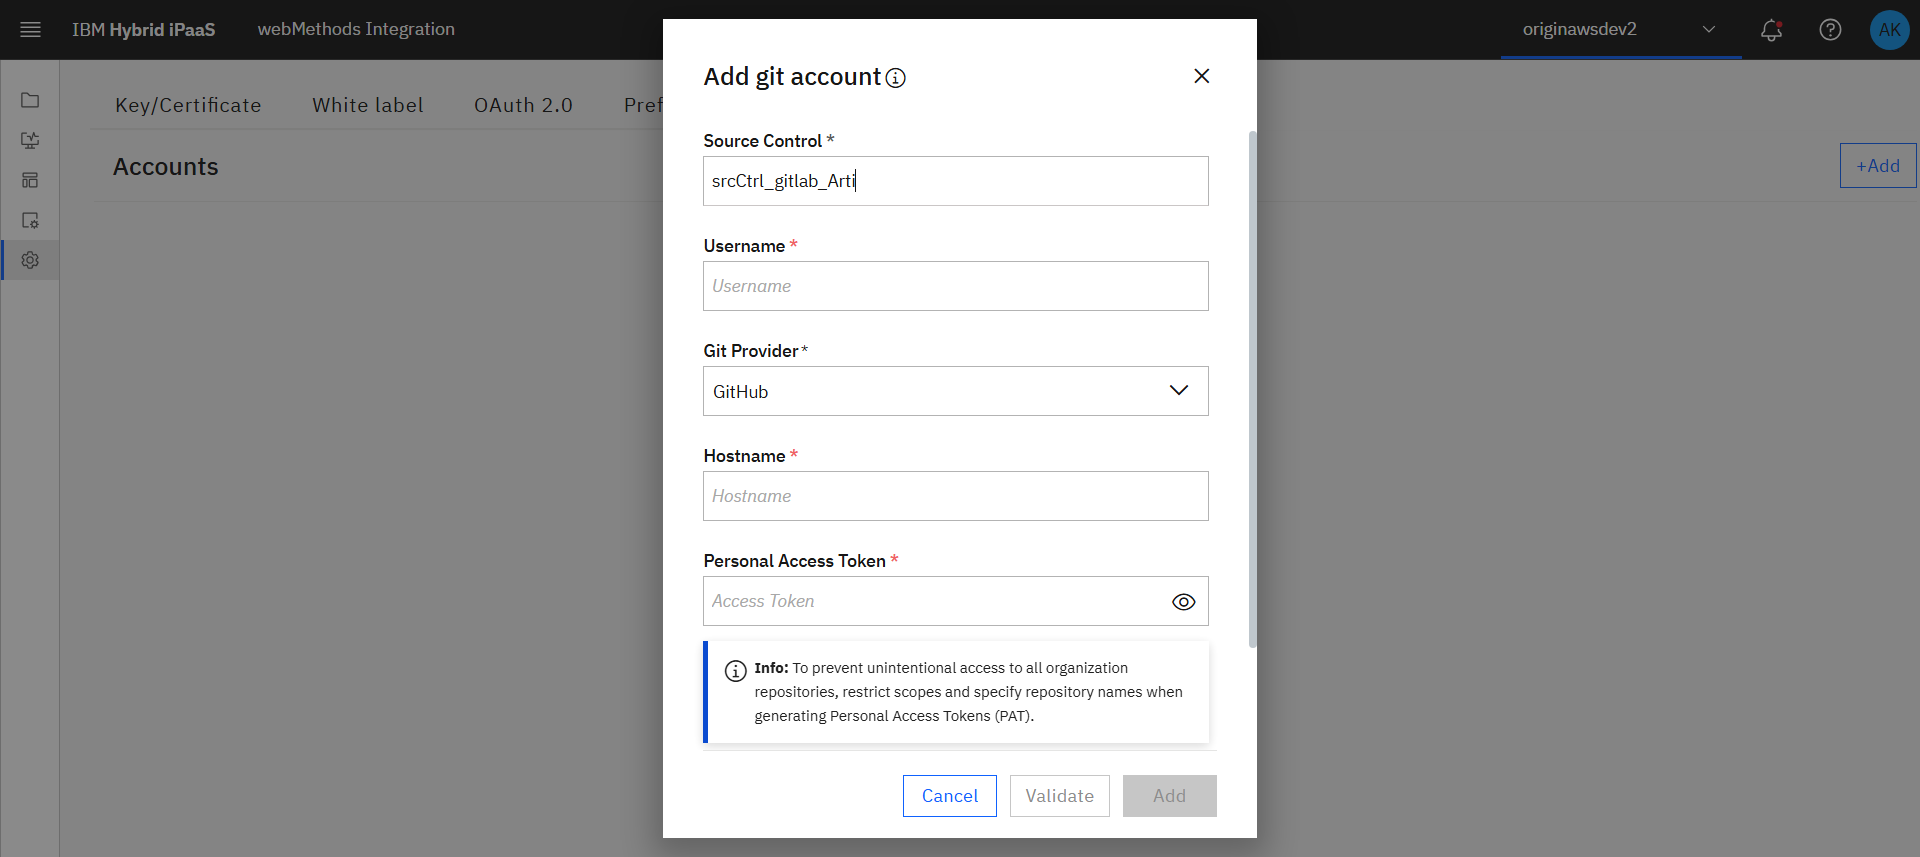 IBM Hybrid iPaaS
webMethods Integration
originawsdev2
AK
Key/Certificate
White label
OAuth 2.0
Pref
Accounts
+Add
Add git account
Source Control *
srcCtrl_gitlab_Arti
Username *
Username
Git Provider*
GitHub
Hostname *
Hostname
Personal Access Token *
Access Token
Info: To prevent unintentional access to all organization
repositories, restrict scopes and specify repository names when
generating Personal Access Tokens (PAT).
Cancel
Validate
Add